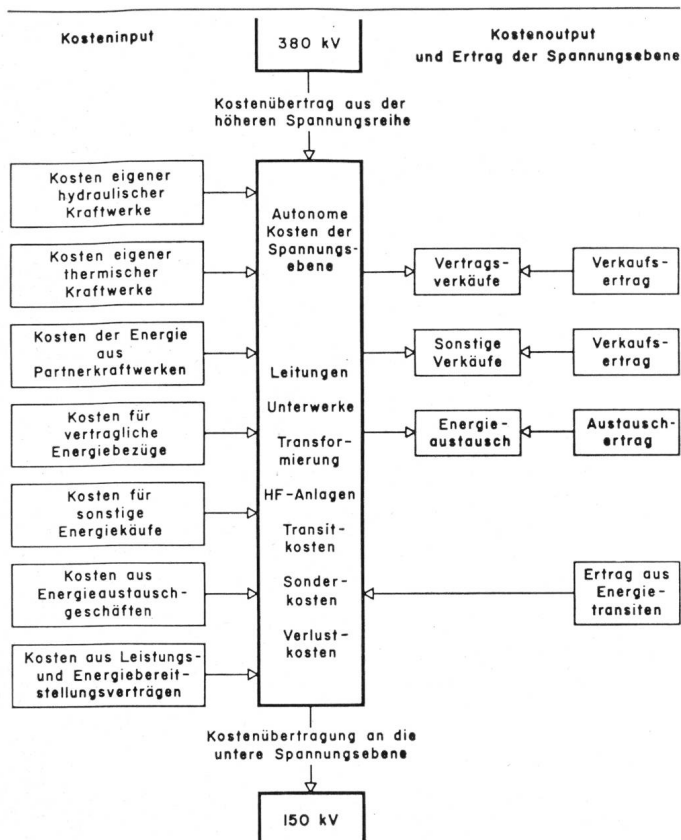 Kosteninput
380 kV
Kostenoutput
und Ertrag der Spannungsebene
Kostenübertrag aus der
höheren Spannungsreihe
Kosten eigener
hydraulischer
Kraftwerke
Kosten eigener
thermischer
Kraftwerke
Kosten der Energie
aus
Partnerkraftwerken
Kosten für
vertragliche
Energiebezüge
Kosten für
sonstige
Energiekäufe
Kosten aus
Energieaustausch-
geschäften
Kosten aus Leistungs-
und Energiebereit-
stellungsverträgen
Autonome
Kosten der
Spannungs-
ebene
Leitungen
Unterwerke
Transfor-
mierung
HF-Anlagen
Transit-
kosten
Sonder-
kosten
Verlust-
kosten
Vertrags-
verkäufe
Verkaufs-
ertrag
Sonstige
Verkäufe
Verkaufs-
ertrag
Energie-
austausch
Austausch-
ertrag
Ertrag aus
Energie-
transiten
Kostenübertragung an die
untere Spannungsebene
150 kV